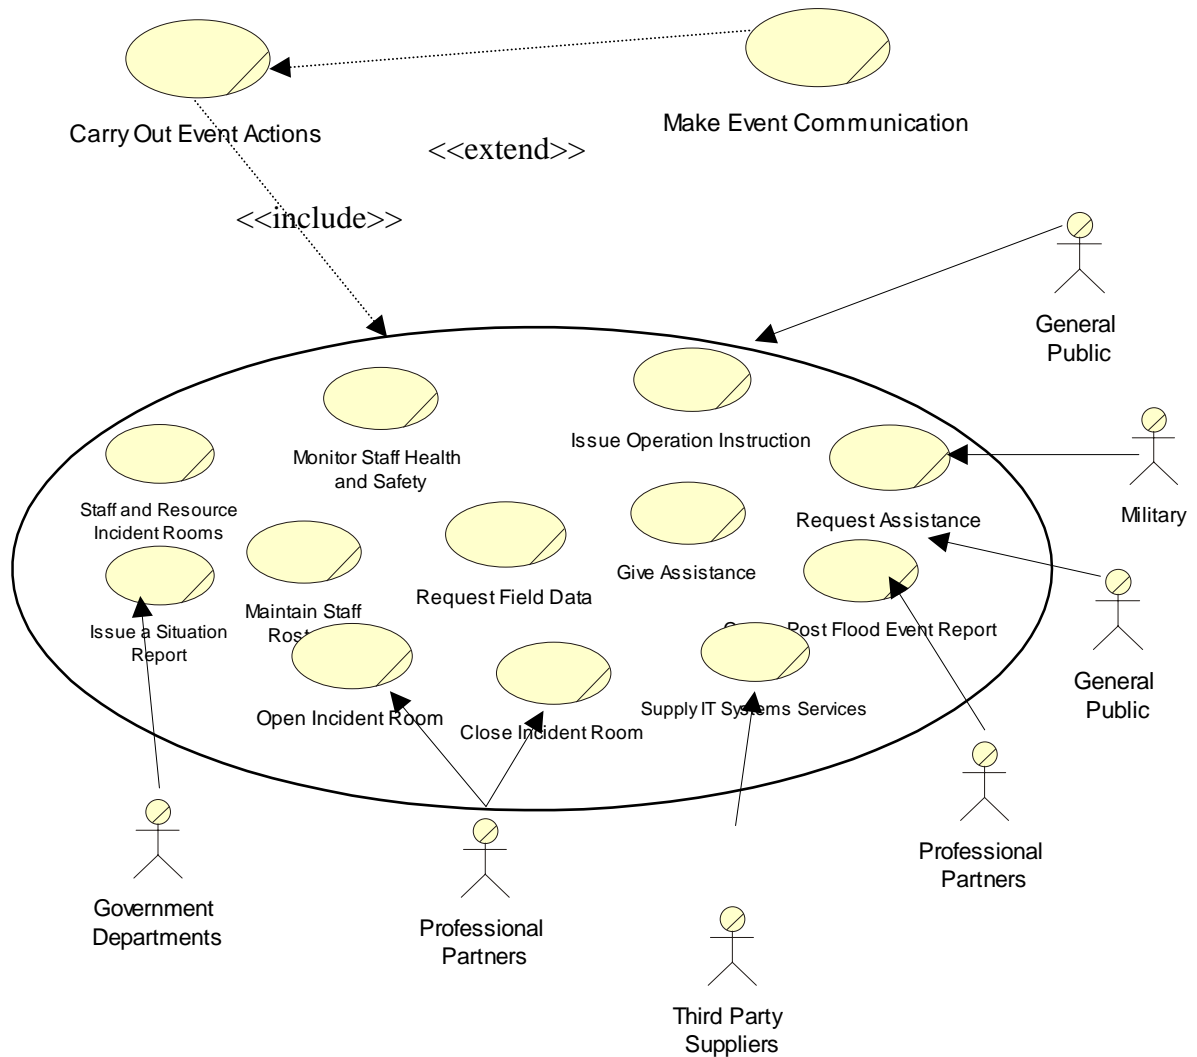 Carry Out Event Actions
Make Event Communication
<<extend>>
<<include>>
General
Public
Monitor Staff Health
and Safety
Issue Operation Instruction
Staff and Resource
Incident Rooms
Request Assistance
Military
Give Assistance
Request Field Data
Maintain Staff
Issue a Situation
Report
Post Flood Event Report
General
Public
Open Incident Room
Close Incident Room
Supply IT Systems Services
Government
Departments
Professional
Partners
Professional
Partners
Third Party
Suppliers